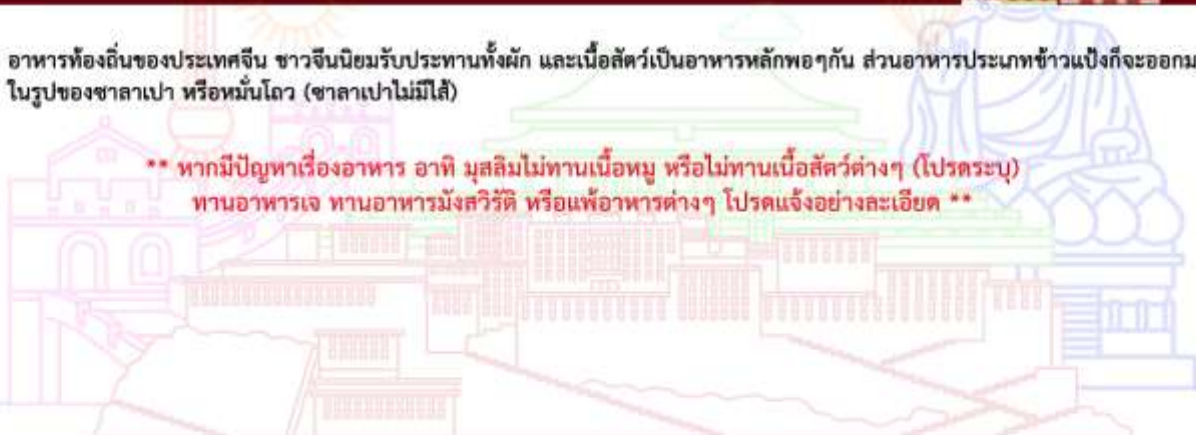 อาหารท้องถิ่นของประเทศจีน ชาวจีนนิยมรับประทานทั้งผัก และเนื้อสัตว์เป็นอาหารหลักพอๆกัน ส่วนอาหารประเภทข้าวแป้งก็จะออกม
ในรูปของซาลาเปา หรือหมั่นโถว (ซาลาเปาไม่มีไส้)
** หากมีปัญหาเรื่องอาหาร อาทิ มุสลิมไม่ทานเนื้อหมู หรือไม่ทานเนื้อสัตว์ต่างๆ (โปรดระบุ)
ทานอาหารเจ ทานอาหารมังสวิรัติ หรือแพ้อาหารต่างๆ โปรดแจ้งอย่างละเอียด **